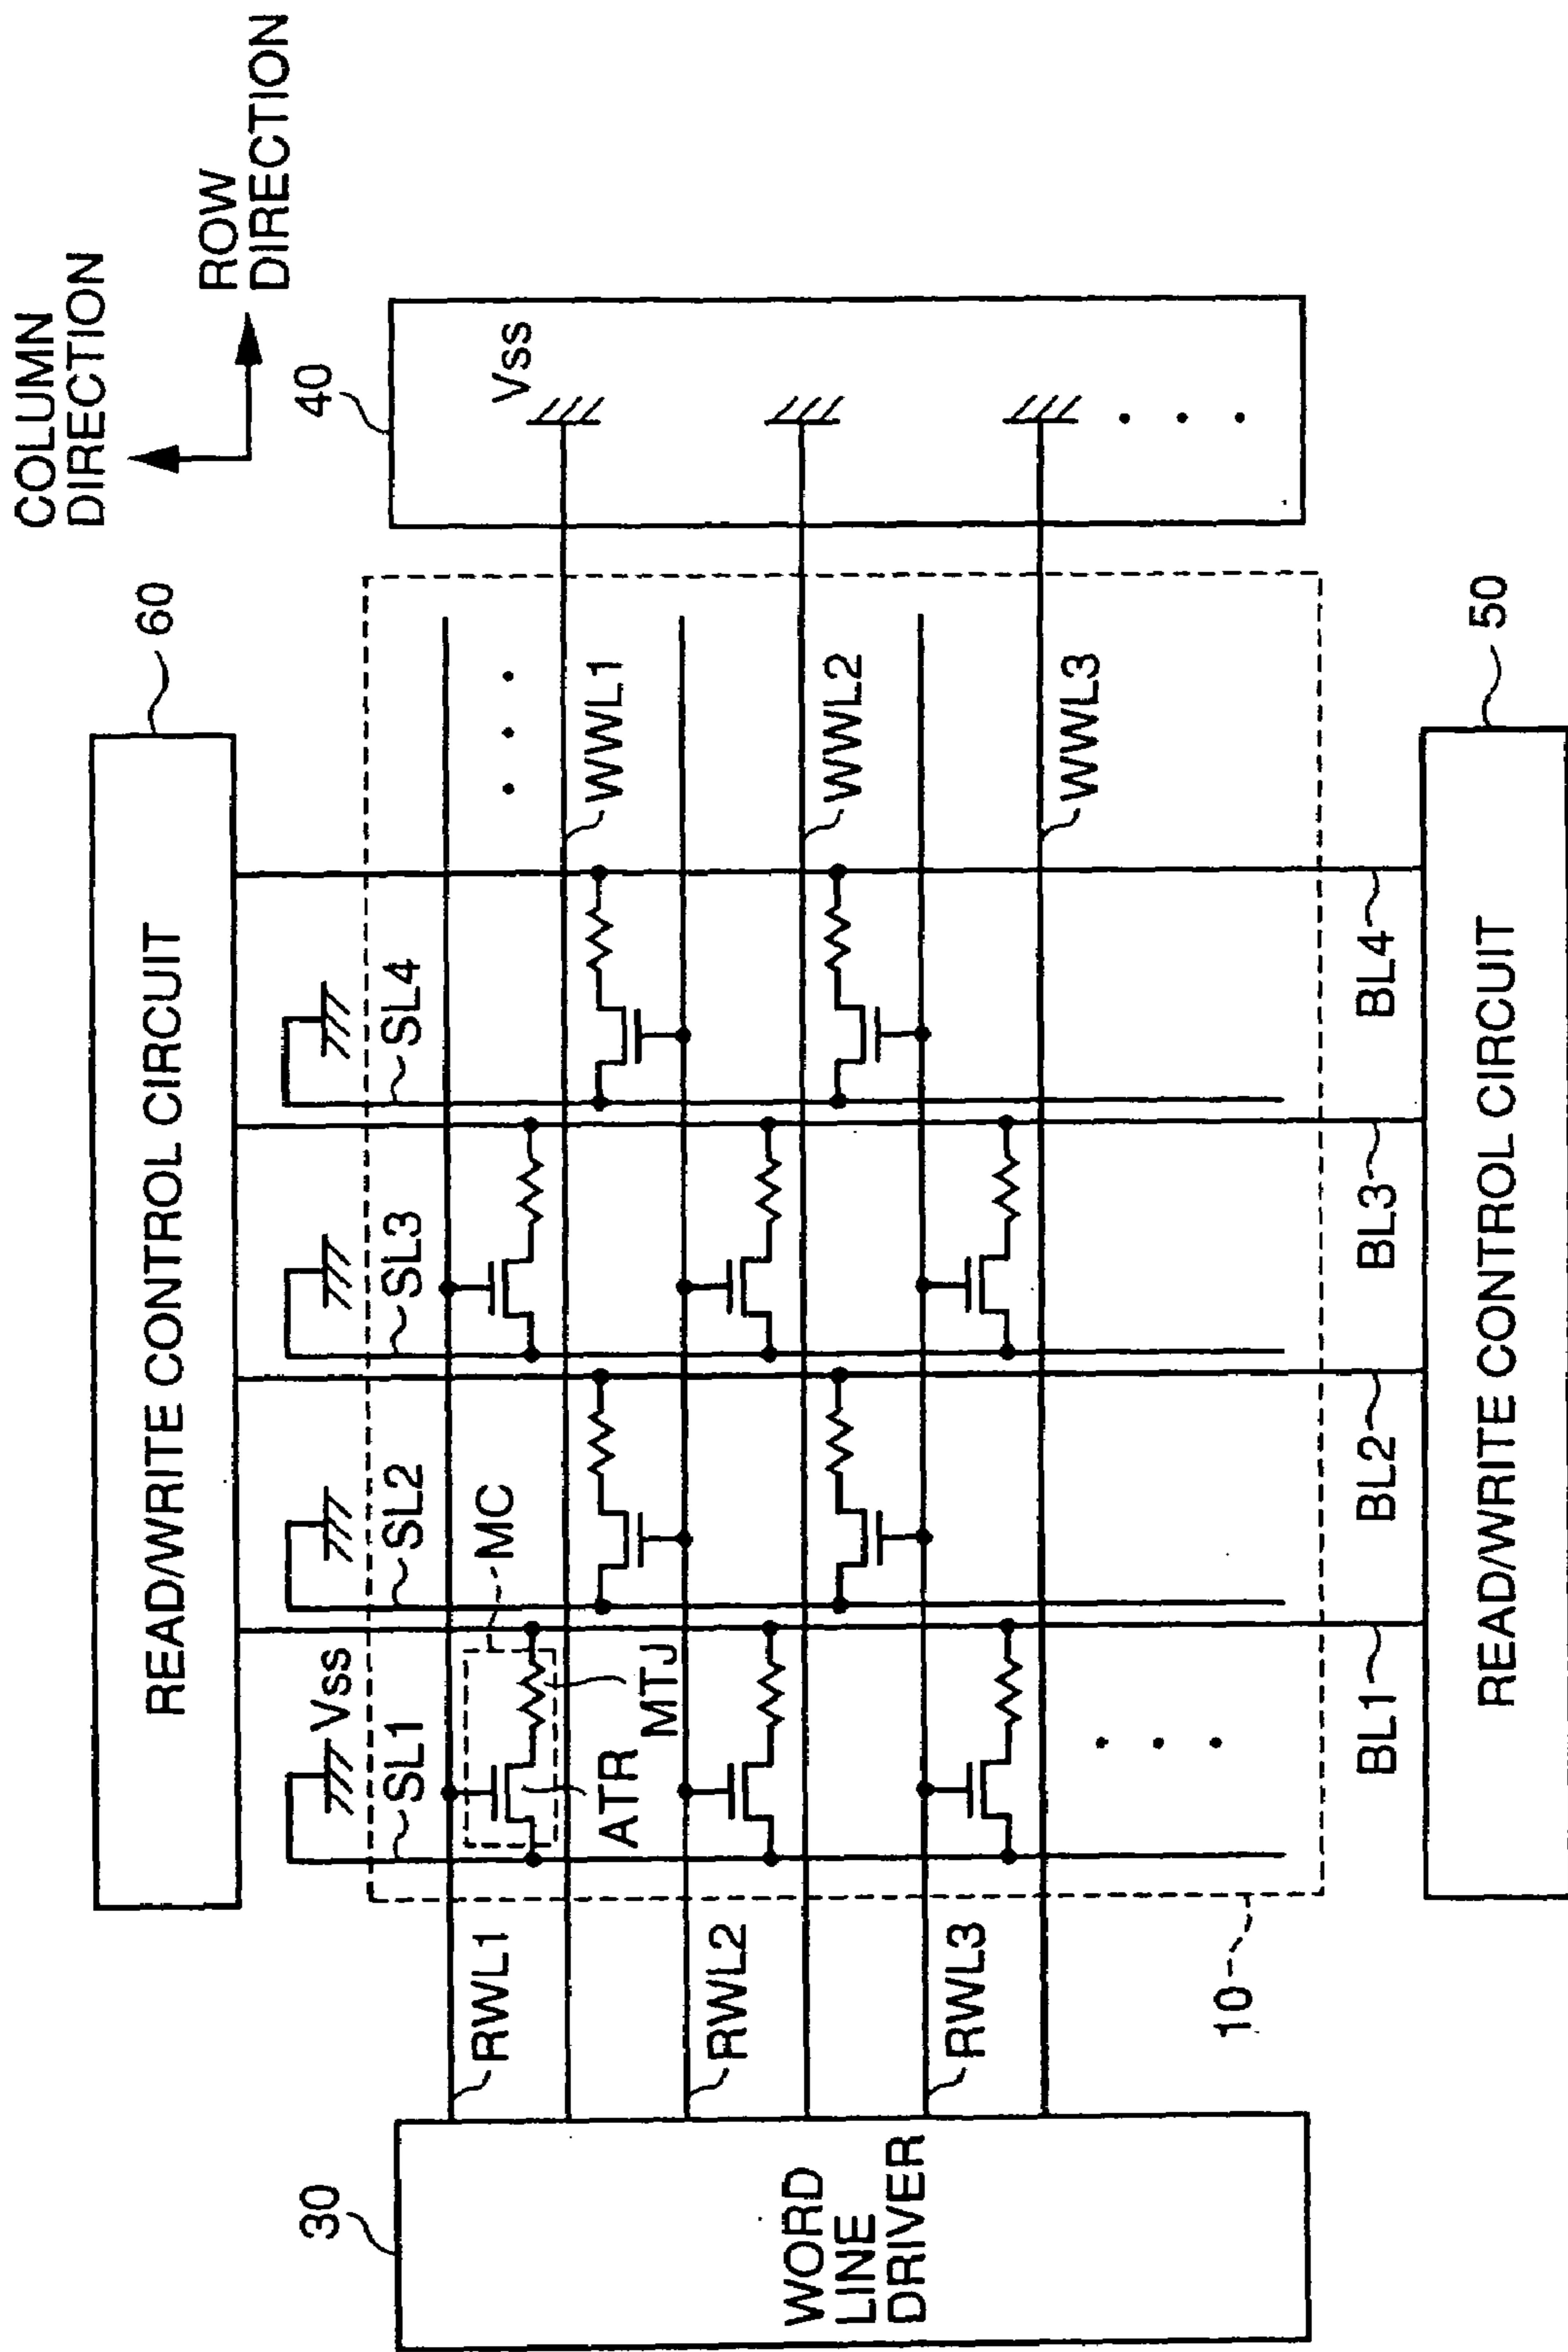 COLUMN
DIRECTION
ROW
DIRECTION
60
READ/WRITE CONTROL CIRCUIT
Vss
SL1
SL2
SL3
SL4
30
WORD
LINE
DRIVER
40
Vss
RWL1
MC
ATR
MTJ
WWL1
RWL2
WWL2
RWL3
WWL3
10
BL1
BL2
BL3
BL4
READ/WRITE CONTROL CIRCUIT
50